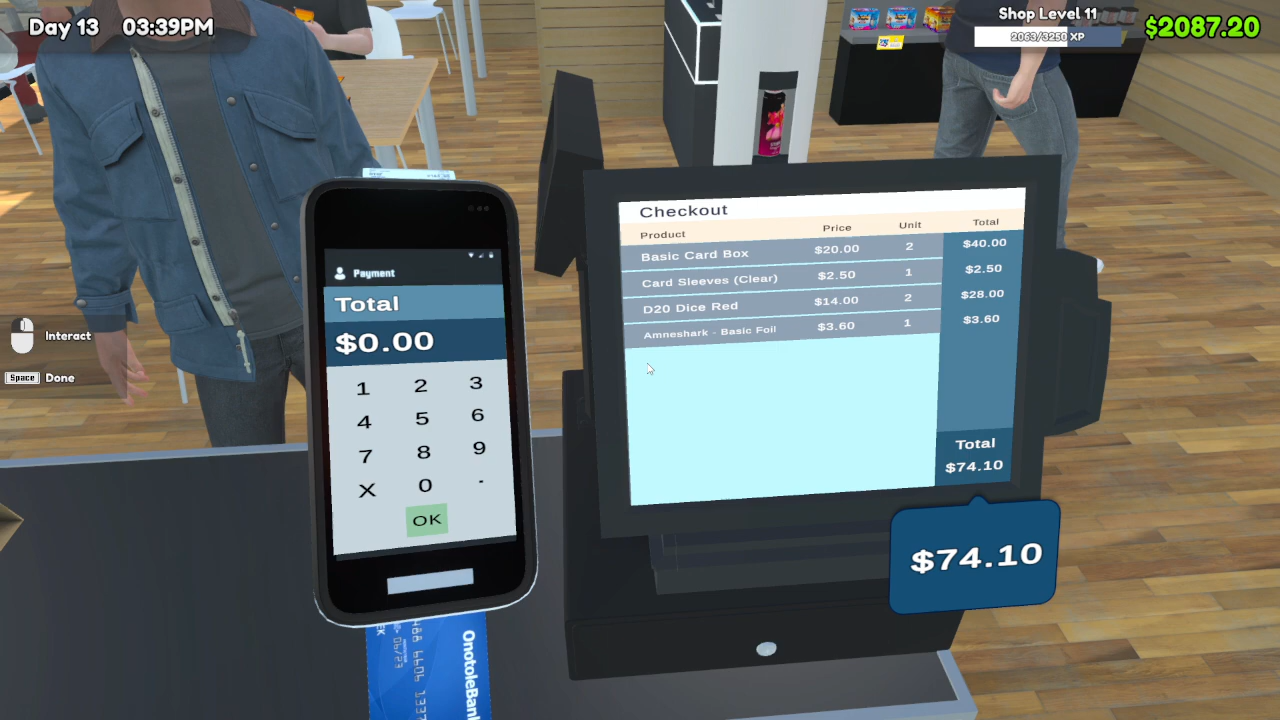 Day 13 03:39PM
Shop Level 11
2063/3250 XP
$2087.20
Interact
Space Done
Payment
Total
$0.00
1 2 3
4 5 6
7 8 9
X 0 .
OK
OnotoleBank
Checkout
Product Price Unit Total
Basic Card Box $20.00 2 $40.00
Card Sleeves (Clear) $2.50 1 $2.50
D20 Dice Red $14.00 2 $28.00
Amneshark - Basic Foil $3.60 1 $3.60
Total
$74.10
$74.10